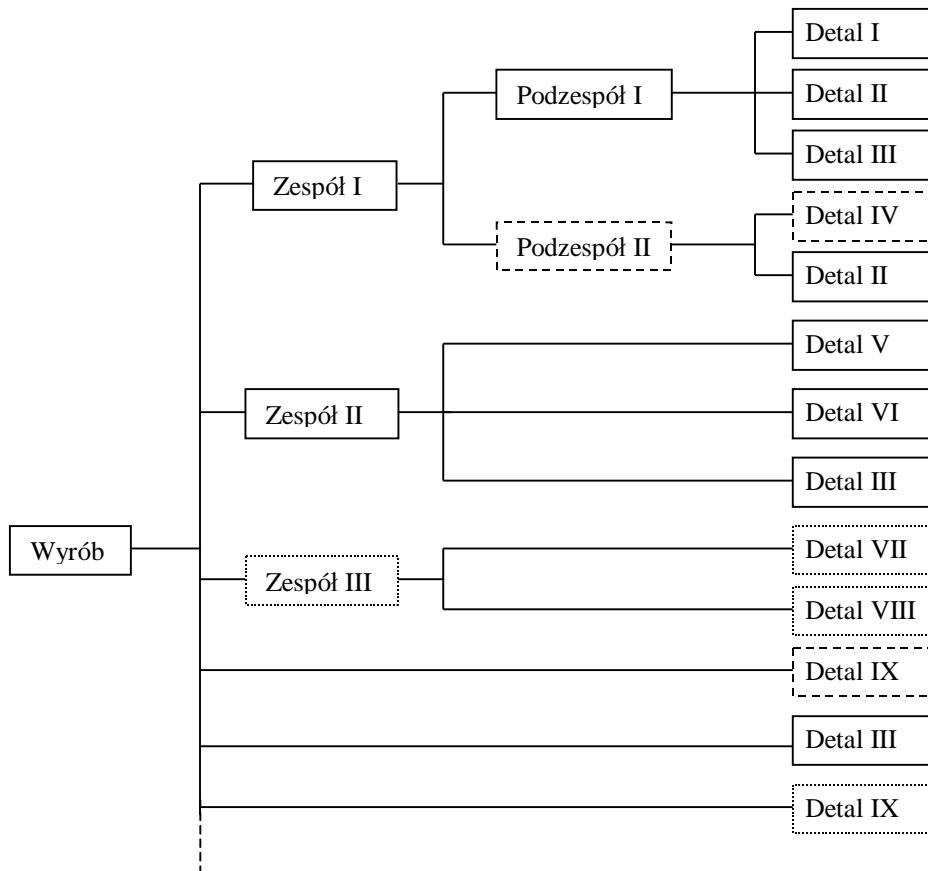 Detal I
Podzespół I
Detal II
Detal III
Zespół I
Detal IV
Podzespół II
Detal II
Detal V
Zespół II
Detal VI
Detal III
Wyrób
Detal VII
Zespół III
Detal VIII
Detal IX
Detal III
Detal IX